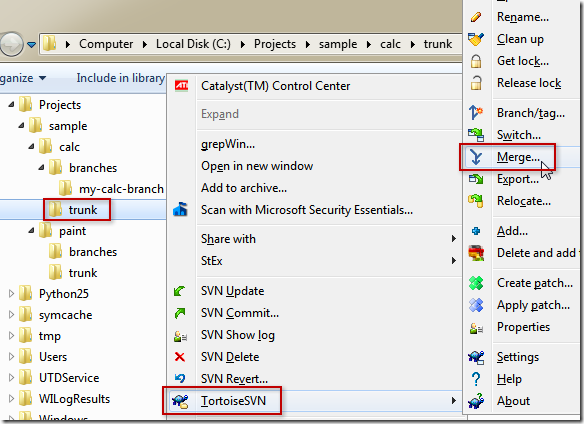 Computer ▸ Local Disk (C:) ▸ Projects ▸ sample ▸ calc ▸ trunk
Include in library
Projects
sample
calc
branches
my-calc-branch
trunk
paint
branches
trunk
Python25
symcache
tmp
Users
UTDService
WILogResults
Windows
Catalyst(TM) Control Center
Expand
grepWin...
Open in new window
Add to archive...
Scan with Microsoft Security Essentials...
Share with
StEx
SVN Update
SVN Commit...
SVN Show log
SVN Delete
SVN Revert...
TortoiseSVN
Rename...
Clean up
Get lock...
Release lock
Branch/tag...
Switch...
Merge...
Export...
Relocate...
Add...
Delete and add
Create patch...
Apply patch...
Properties
Settings
Help
About